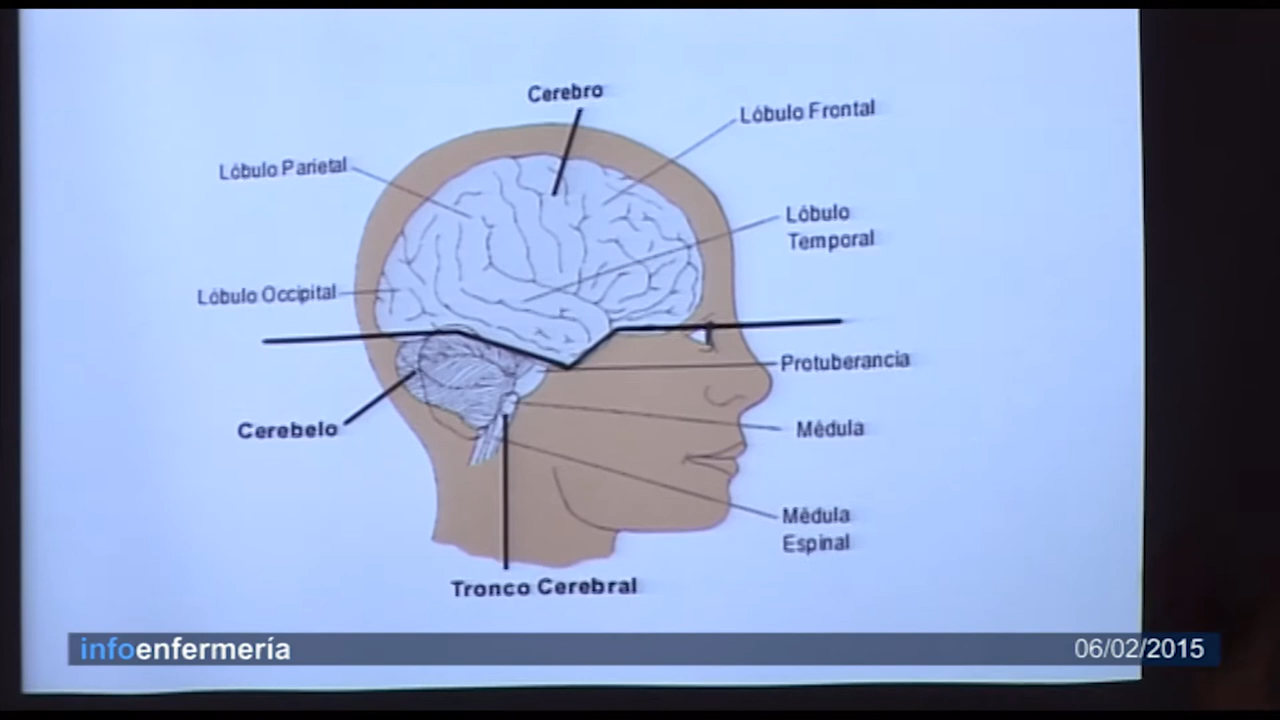 Cerebro
Lóbulo Frontal
Lóbulo Parietal
Lóbulo
Temporal
Lóbulo Occipital
Protuberancia
Cerebelo
Médula
Médula
Espinal
Tronco Cerebral
infoenfermería
06/02/2015